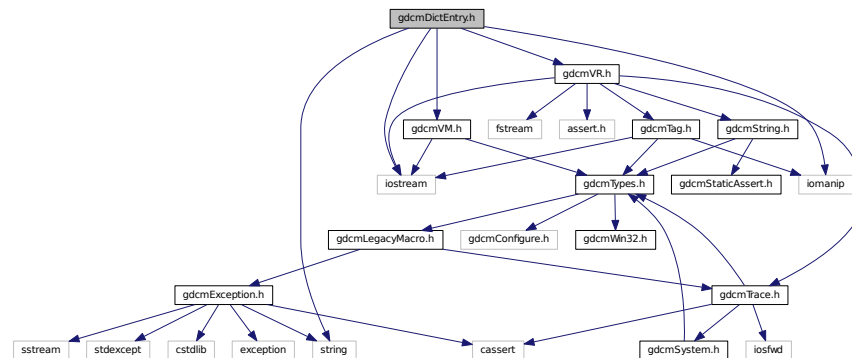 gdcmDictEntry.h
gdcmVR.h
gdcmVM.h
fstream
assert.h
gdcmTag.h
gdcmString.h
iostream
gdcmTypes.h
gdcmStaticAssert.h
iomanip
gdcmLegacyMacro.h
gdcmConfigure.h
gdcmWin32.h
gdcmException.h
gdcmTrace.h
sstream
stdexcept
cstdlib
exception
string
cassert
gdcmSystem.h
iosfwd